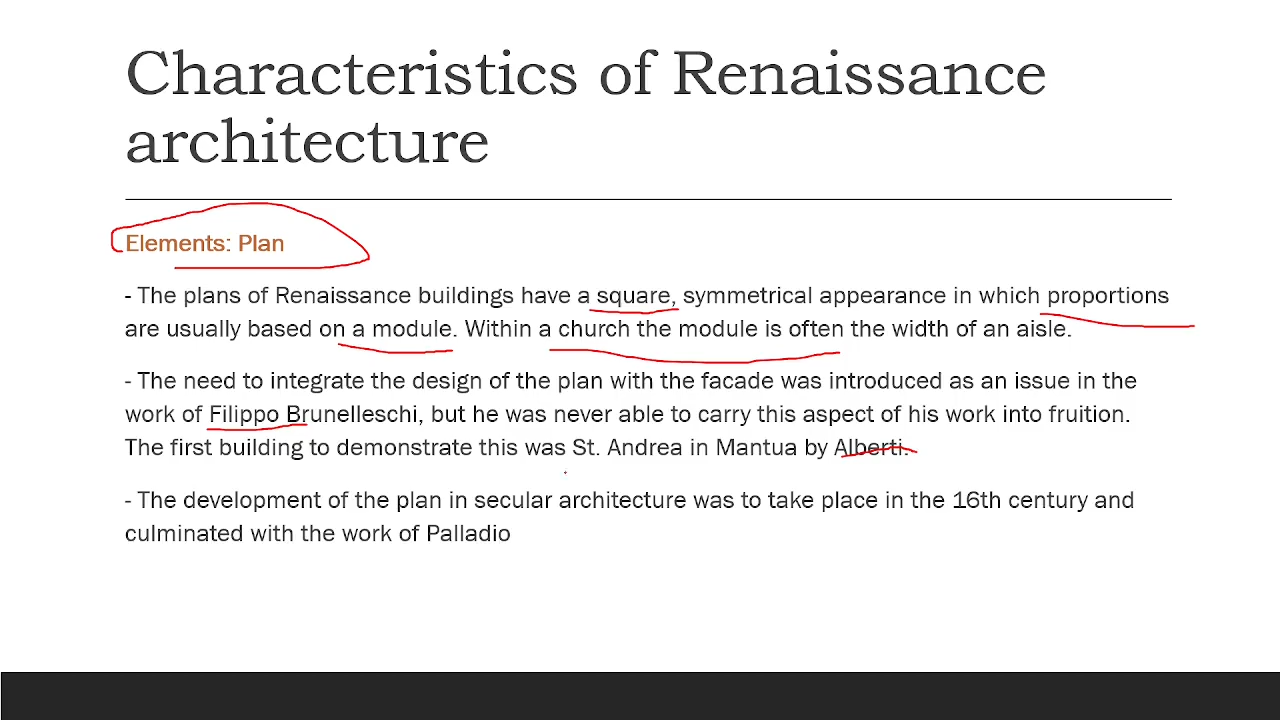 Characteristics of Renaissance
architecture
Elements: Plan
- The plans of Renaissance buildings have a square, symmetrical appearance in which proportions
are usually based on a module. Within a church the module is often the width of an aisle.
- The need to integrate the design of the plan with the facade was introduced as an issue in the
work of Filippo Brunelleschi, but he was never able to carry this aspect of his work into fruition.
The first building to demonstrate this was St. Andrea in Mantua by Alberti.
- The development of the plan in secular architecture was to take place in the 16th century and
culminated with the work of Palladio